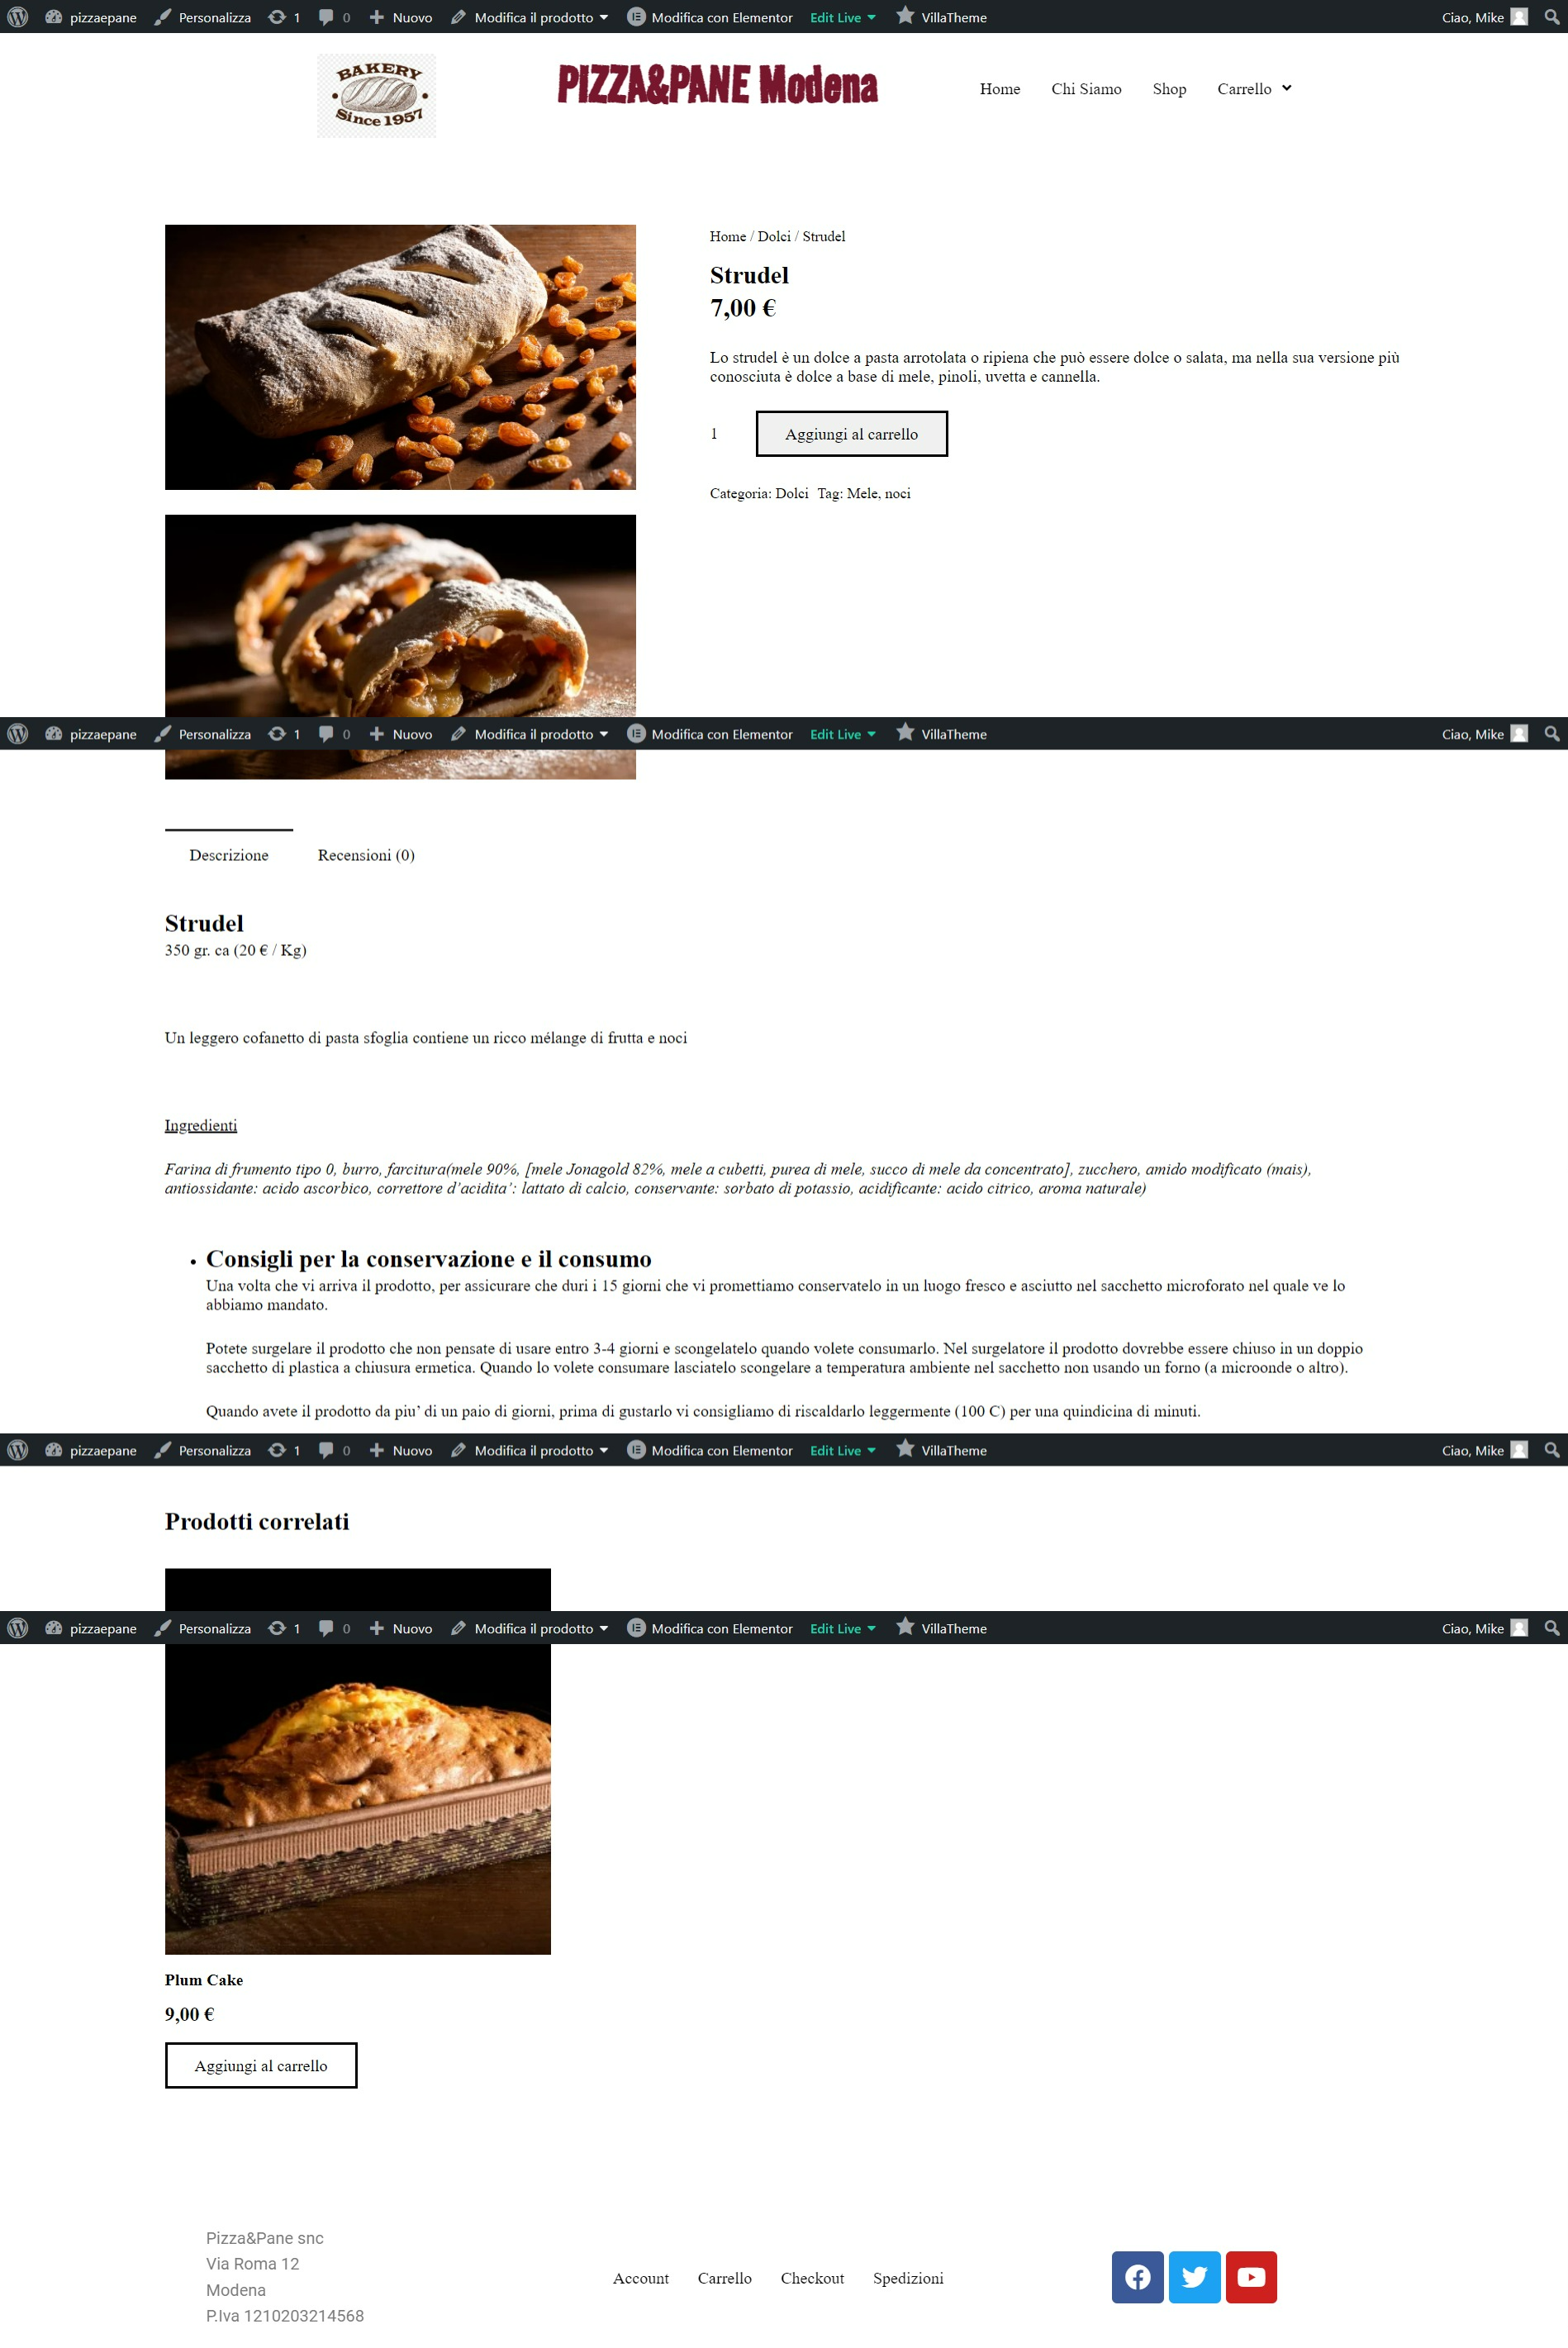 pizzaepane Personalizza 1 0 Nuovo Modifica il prodotto Modifica con Elementor Edit Live VillaTheme Ciao, Mike
BAKERY
Since 1957
PIZZA&PANE Modena
Home Chi Siamo Shop Carrello
Home / Dolci / Strudel
Strudel
7,00 €
Lo strudel è un dolce a pasta arrotolata o ripiena che può essere dolce o salata, ma nella sua versione più
conosciuta è dolce a base di mele, pinoli, uvetta e cannella.
1 Aggiungi al carrello
Categoria: Dolci Tag: Mele, noci
pizzaepane Personalizza 1 0 Nuovo Modifica il prodotto Modifica con Elementor Edit Live VillaTheme Ciao, Mike
Descrizione Recensioni (0)
Strudel
350 gr. ca (20 € / Kg)
Un leggero cofanetto di pasta sfoglia contiene un ricco mélange di frutta e noci
Ingredienti
Farina di frumento tipo 0, burro, farcitura(mele 90%, [mele Jonagold 82%, mele a cubetti, purea di mele, succo di mele da concentrato], zucchero, amido modificato (mais),
antiossidante: acido ascorbico, correttore d’acidita’: lattato di calcio, conservante: sorbato di potassio, acidificante: acido citrico, aroma naturale)
• Consigli per la conservazione e il consumo
Una volta che vi arriva il prodotto, per assicurare che duri i 15 giorni che vi promettiamo conservatelo in un luogo fresco e asciutto nel sacchetto microforato nel quale ve lo
abbiamo mandato.
Potete surgelare il prodotto che non pensate di usare entro 3-4 giorni e scongelatelo quando volete consumarlo. Nel surgelatore il prodotto dovrebbe essere chiuso in un doppio
sacchetto di plastica a chiusura ermetica. Quando lo volete consumare lasciatelo scongelare a temperatura ambiente nel sacchetto non usando un forno (a microonde o altro).
Quando avete il prodotto da piu’ di un paio di giorni, prima di gustarlo vi consigliamo di riscaldarlo leggermente (100 C) per una quindicina di minuti.
pizzaepane Personalizza 1 0 Nuovo Modifica il prodotto Modifica con Elementor Edit Live VillaTheme Ciao, Mike
Prodotti correlati
pizzaepane Personalizza 1 0 Nuovo Modifica il prodotto Modifica con Elementor Edit Live VillaTheme Ciao, Mike
Plum Cake
9,00 €
Aggiungi al carrello
Pizza&Pane snc
Via Roma 12
Modena
P.Iva 1210203214568
Account Carrello Checkout Spedizioni